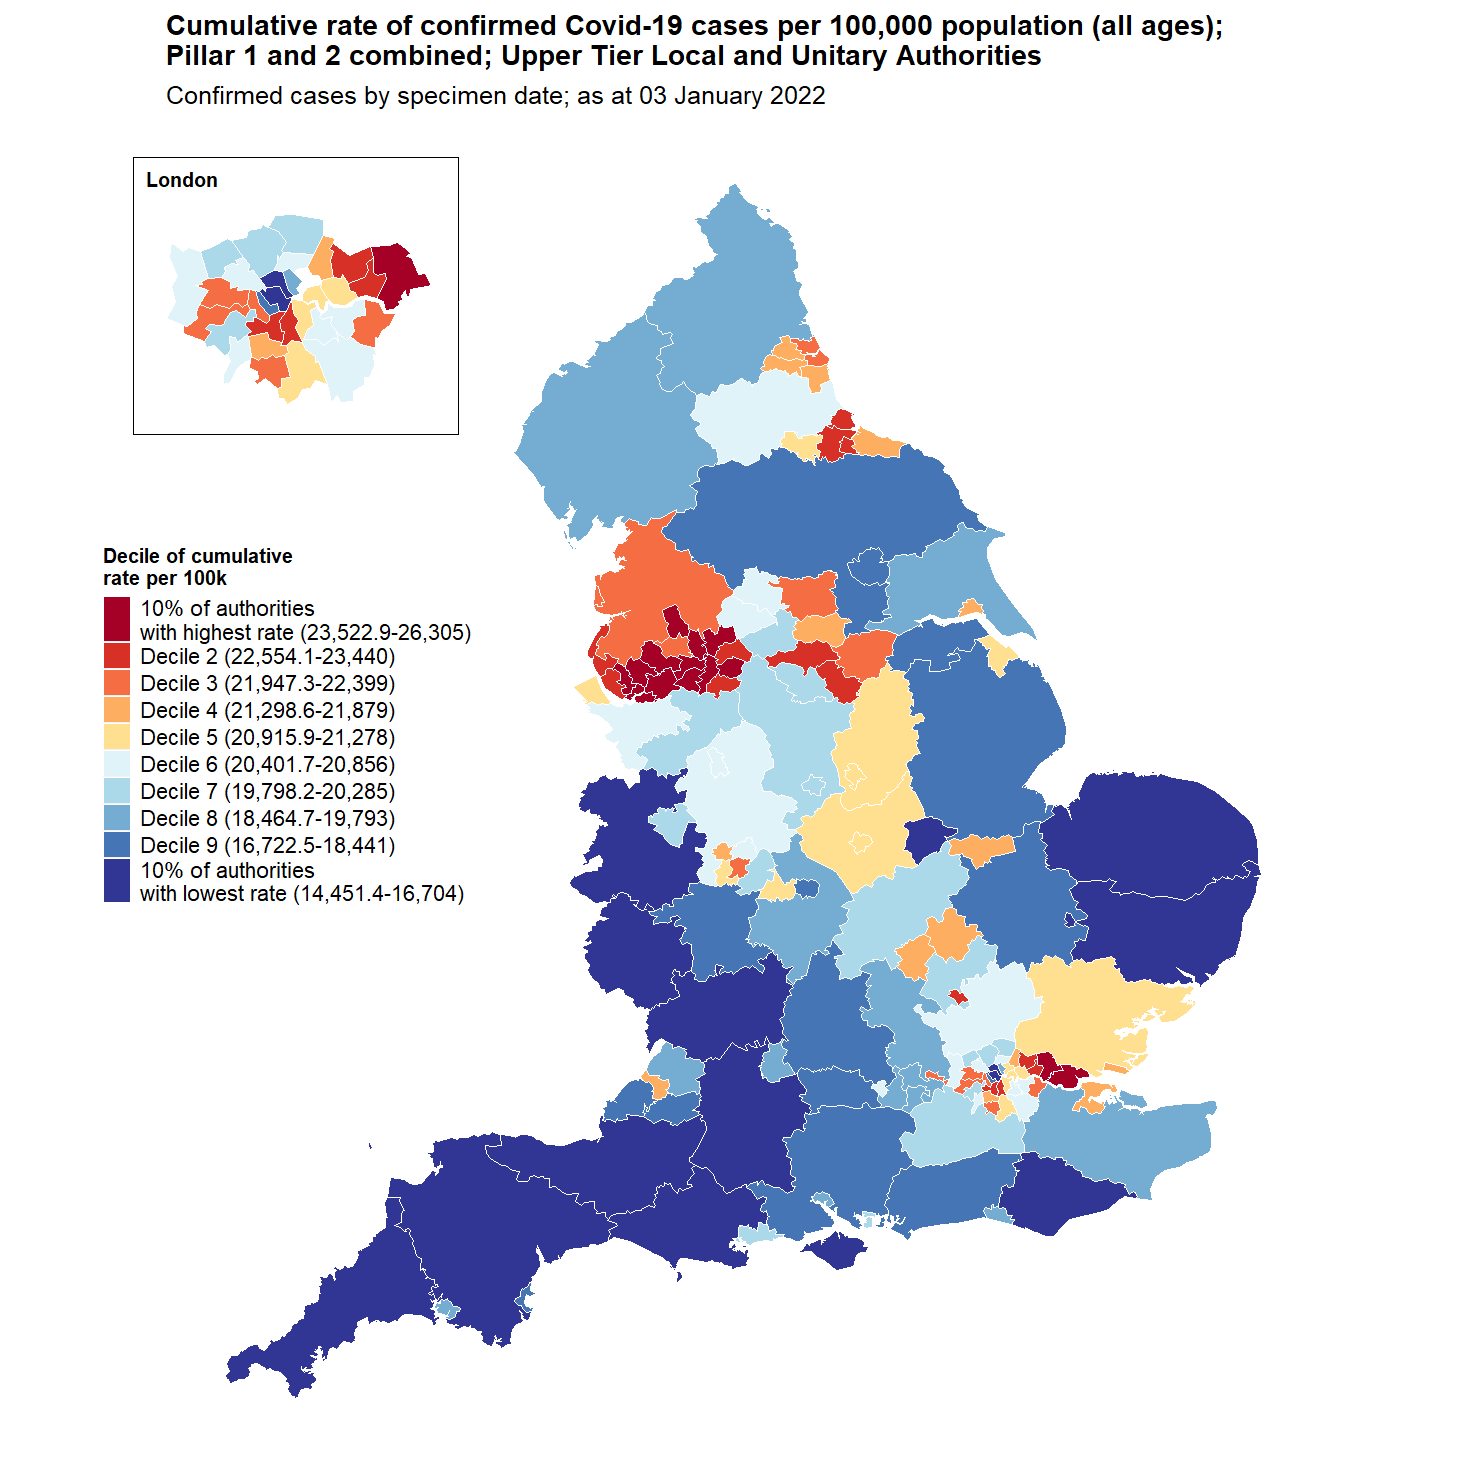 Cumulative rate of confirmed Covid-19 cases per 100,000 population (all ages);
Pillar 1 and 2 combined; Upper Tier Local and Unitary Authorities
Confirmed cases by specimen date; as at 03 January 2022
London
Decile of cumulative
rate per 100k
10% of authorities
with highest rate (23,522.9-26,305)
Decile 2 (22,554.1-23,440)
Decile 3 (21,947.3-22,399)
Decile 4 (21,298.6-21,879)
Decile 5 (20,915.9-21,278)
Decile 6 (20,401.7-20,856)
Decile 7 (19,798.2-20,285)
Decile 8 (18,464.7-19,793)
Decile 9 (16,722.5-18,441)
10% of authorities
with lowest rate (14,451.4-16,704)